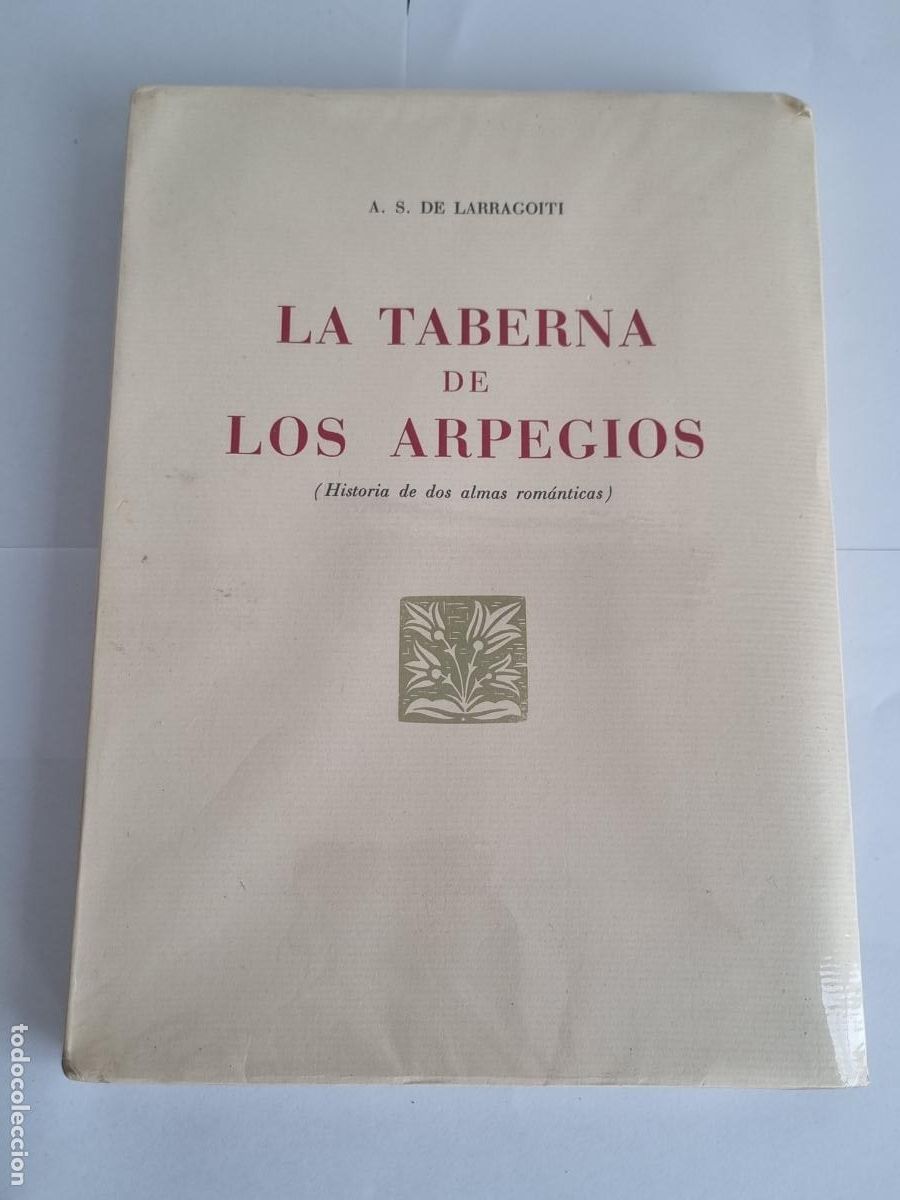 A. S. DE LARRAGOITI
LA TABERNA
DE
LOS ARPEGIOS
(Historia de dos almas románticas)
todocoleccion